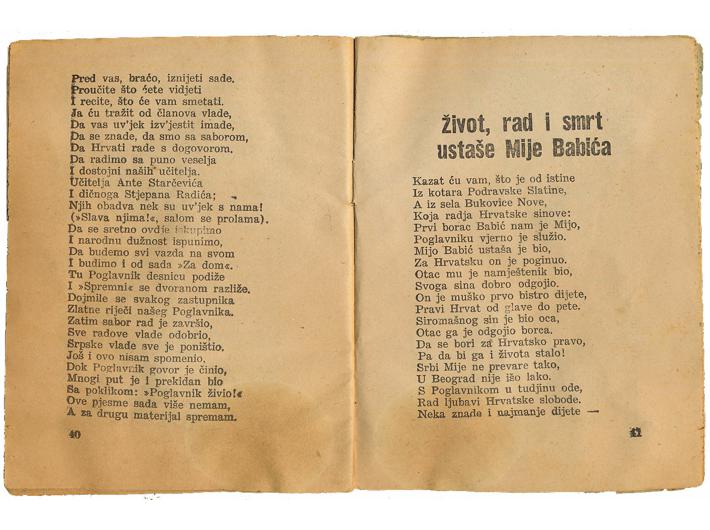 Pred vas, braćo, iznijeti sade.
Proučite što ćete vidjeti
I recite, što će vam smetati.
Ja ću tražit od članova vlade,
Da vas uv'jek izv'jestit imade,
Da se znade, da smo sa saborom,
Da Hrvati rade s dogovorom.
Da radimo sa puno veselja
I dostojni naših učitelja.
Učitelja Ante Starčevića
I dičnoga Stjepana Radića;
Njih obadva nek su uv'jek s nama!
(»Slava njima!«, salom se prolama).
Da se sretno ovdje iskupimo
I narodnu dužnost ispunimo,
Da budemo svi vazda na svom
I budimo i od sada »Za dom«.
Tu Poglavnik desnicu podiže
I »Spremni« se dvoranom razliže.
Dojmile se svakog zastupnika
Zlatne riječi našeg Poglavnika.
Zatim sabor rad je završio,
Sve radove vlade odobrio,
Srpske vlade sve je poništio.
Još i ovo nisam spomenio.
Dok Poglavnik govor je činio,
Mnogi put je i prekidan bio
Sa poklikom: »Poglavnik živio!«
Ove pjesme sada više nemam,
A za drugu materijal spremam.
40
život, rad i smrt
ustaše Mije Babića
Kazat ću vam, što je od istine
Iz kotara Podravske Slatine,
A iz sela Bukovice Nove,
Koja radja Hrvatske sinove:
Prvi borac Babić nam je Mijo,
Poglavniku vjerno je služio.
Mijo Babić ustaša je bio,
Za Hrvatsku on je poginuo.
Otac mu je namještenik bio,
Svoga sina dobro odgojio.
On je muško prvo bistro dijete,
Pravi Hrvat od glave do pete.
Siromašnog sin je bio oca,
Otac ga je odgojio borca.
Da se bori za Hrvatsko pravo,
Pa da bi ga i života stalo!
Srbi Mije ne prevare tako,
U Beograd nije išo lako.
S Poglavnikom u tudjinu ode,
Rad ljubavi Hrvatske slobode.
Neka znade i najmanje dijete —
41